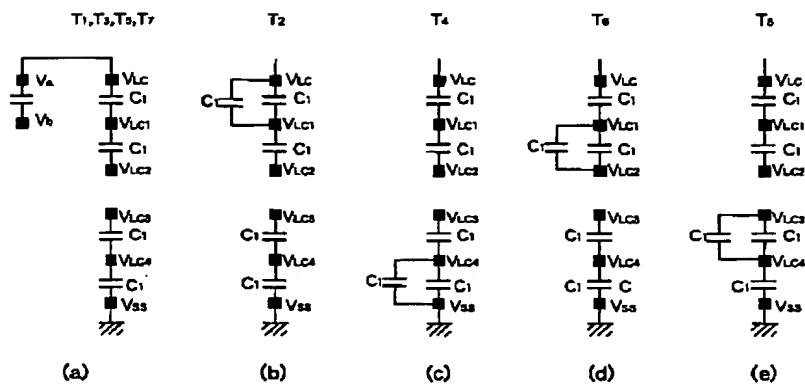 T1,T3,T5,T7 T2 T4 T6 T8
Va VLC C1 VLC C1 VLC VLC VLC
C1 C1 C1 C1
Vb VLC1 VLC1 VLC1 VLC1 VLC1
C1 C1 C1 C1 C1 C1
VLC2 VLC2 VLC2 VLC2 VLC2
VLC3 VLC3 VLC3 VLC3 VLC3
C1 C1 C1 C1 C1 C1
VLC4 VLC4 VLC4 VLC4 VLC4
C1 C1 C1 C1 C1 C C1
VSS VSS VSS VSS VSS
(a) (b) (c) (d) (e)